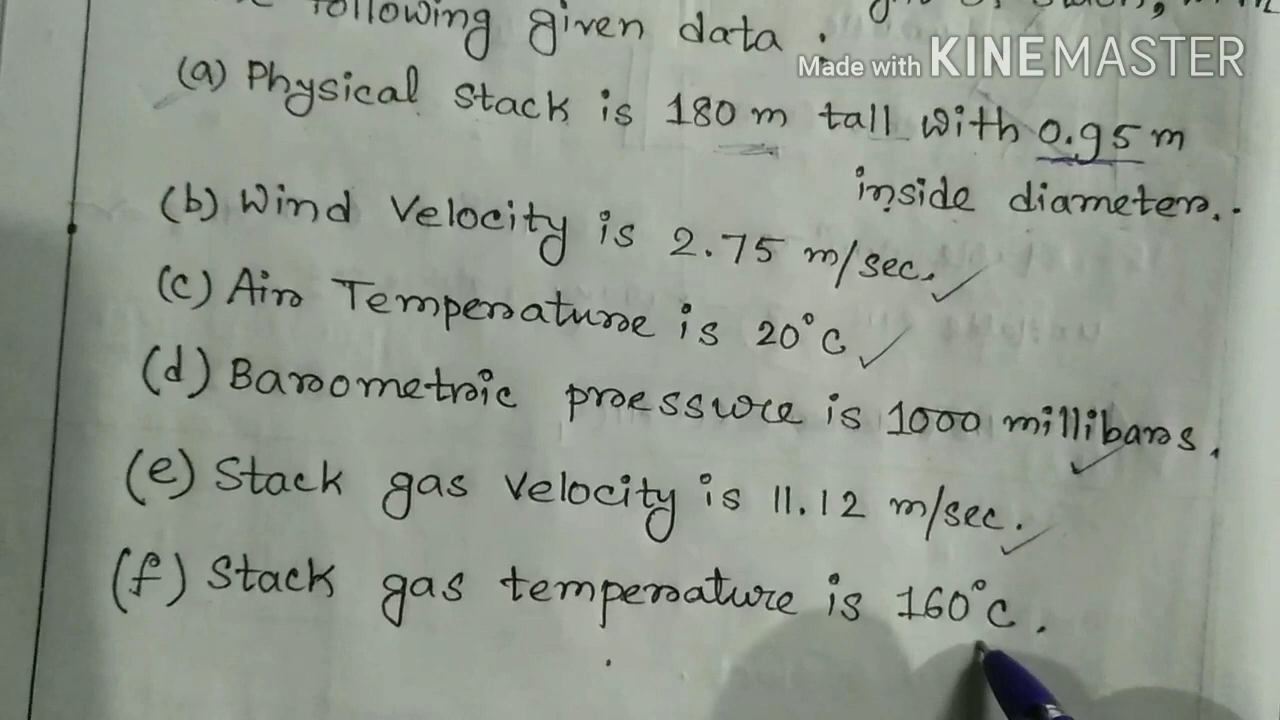 following given data :
Made with KINEMASTER
(a) Physical stack is 180 m tall with 0.95 m
inside diameter.
(b) Wind Velocity is 2.75 m/sec.
(c) Air Temperature is 20°C
(d) Barometric pressure is 1000 millibars.
(e) Stack gas velocity is 11.12 m/sec.
(f) Stack gas temperature is 160°C.